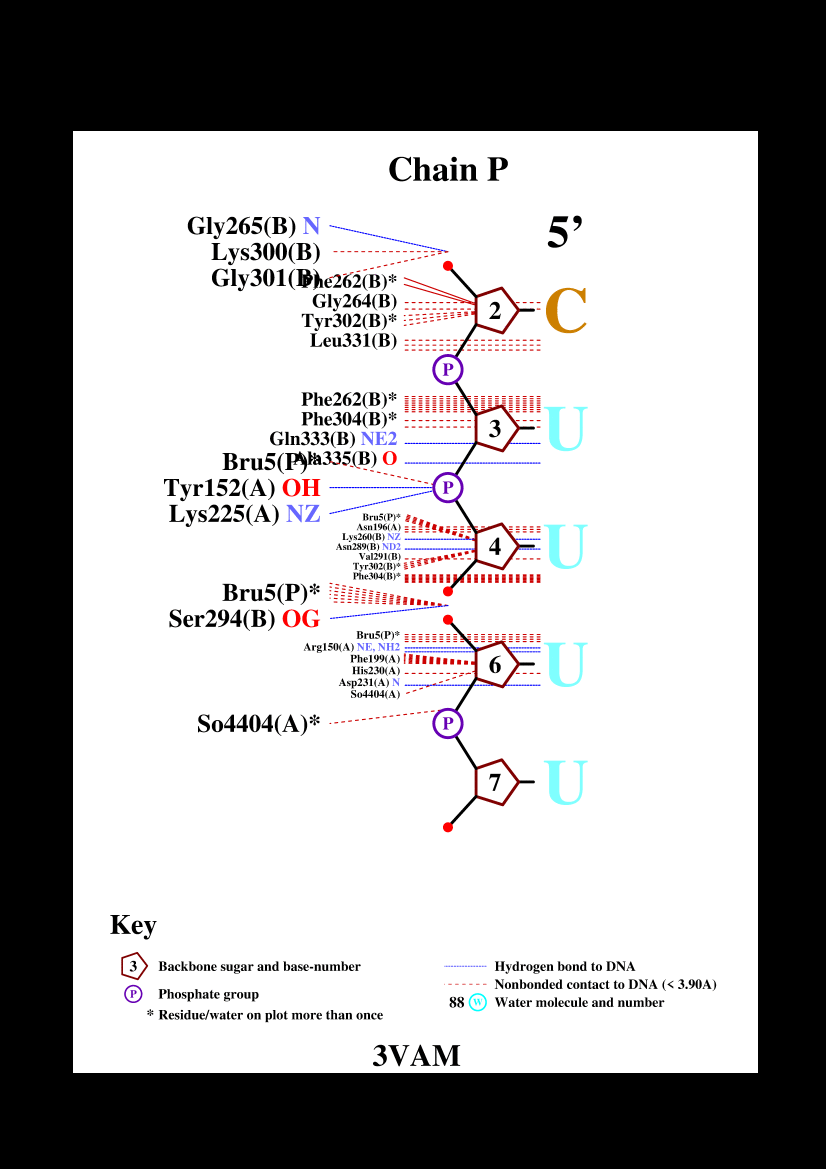 Chain P
5’
Gly265(B) N
Lys300(B)
Gly301(B)
Phe262(B)*
Gly264(B)
Tyr302(B)*
Leu331(B)
2
C
P
Phe262(B)*
Phe304(B)*
Gln333(B) NE2
Ala335(B) O
3
U
Bru5(P)*
Tyr152(A) OH
Lys225(A) NZ
P
Bru5(P)*
Asn196(A)
Lys260(B) NZ
Asn289(B) ND2
Val291(B)
Tyr302(B)*
Phe304(B)*
4
U
Bru5(P)*
Ser294(B) OG
Bru5(P)*
Arg150(A) NE, NH2
Phe199(A)
His230(A)
Asp231(A) N
So4404(A)
6
U
So4404(A)*
P
7
U
Key
3 Backbone sugar and base-number
P Phosphate group
* Residue/water on plot more than once
Hydrogen bond to DNA
Nonbonded contact to DNA (< 3.90A)
88 W Water molecule and number
3VAM